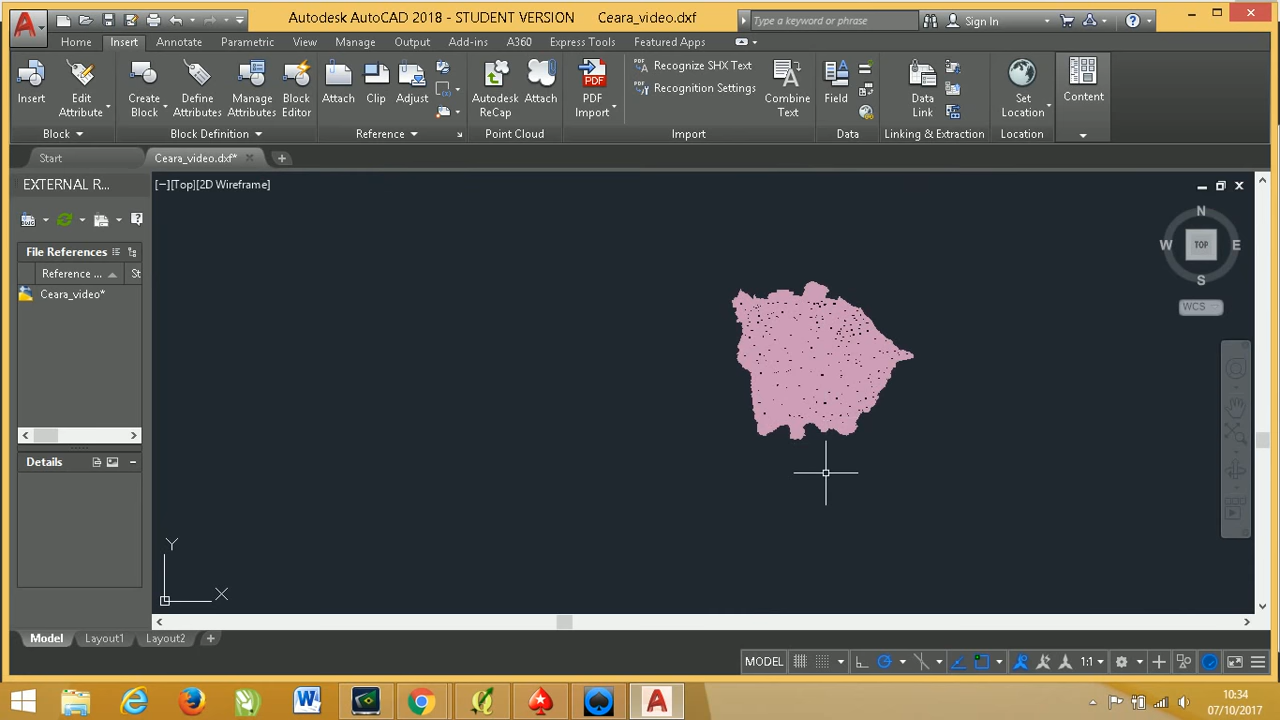 Autodesk AutoCAD 2018 - STUDENT VERSION Ceara_video.dxf
Type a keyword or phrase
Sign In
Home Insert Annotate Parametric View Manage Output Add-ins A360 Express Tools Featured Apps
Insert
Edit Attribute
Create Block
Define Attributes
Manage Attributes
Block Editor
Attach
Clip
Adjust
Autodesk ReCap
Attach
PDF
PDF Import
Recognize SHX Text
Recognition Settings
Combine Text
Field
Data Link
Set Location
Content
Block
Block Definition
Reference
Point Cloud
Import
Data
Linking & Extraction
Location
Start
Ceara_video.dxf*
EXTERNAL R...
[−][Top][2D Wireframe]
File References
Reference ...
St
Ceara_video*
Details
N
W TOP E
S
WCS
Y
X
Model Layout1 Layout2
MODEL
1:1
10:34
07/10/2017